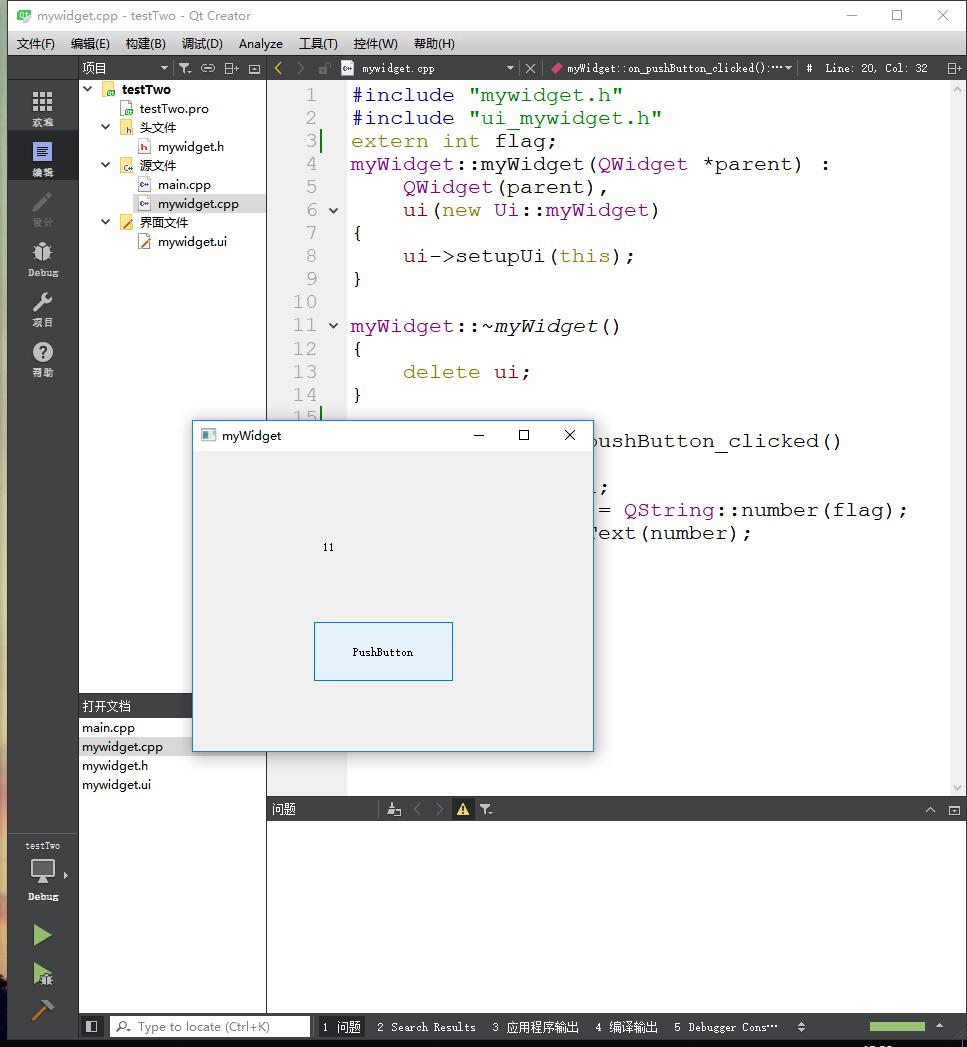 mywidget.cpp - testTwo - Qt Creator
文件(F) 编辑(E) 构建(B) 调试(D) Analyze 工具(T) 控件(W) 帮助(H)
项目 mywidget.cpp myWidget::on_pushButton_clicked():⋯ # Line: 20, Col: 32
欢迎
编辑
设计
Debug
项目
帮助
testTwo
testTwo.pro
头文件
mywidget.h
源文件
main.cpp
mywidget.cpp
界面文件
mywidget.ui
1 #include "mywidget.h"
2 #include "ui_mywidget.h"
3 extern int flag;
4 myWidget::myWidget(QWidget *parent) :
5 QWidget(parent),
6 ui(new Ui::myWidget)
7 {
8 ui->setupUi(this);
9 }
10
11 myWidget::~myWidget()
12 {
13 delete ui;
14 }
15
pushButton_clicked()
;
= QString::number(flag);
Text(number);
myWidget
11
PushButton
打开文档
main.cpp
mywidget.cpp
mywidget.h
mywidget.ui
问题
testTwo
Debug
Type to locate (Ctrl+K) 1 问题 2 Search Results 3 应用程序输出 4 编译输出 5 Debugger Cons⋯